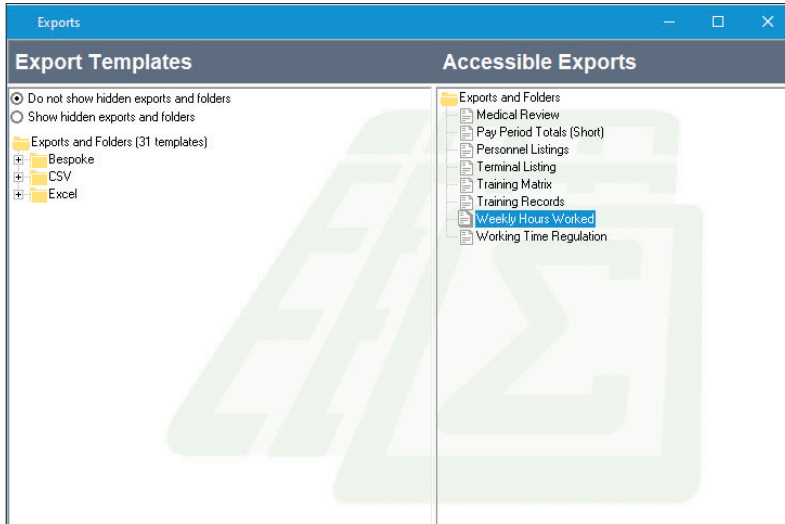 Exports
Export Templates
Do not show hidden exports and folders
Show hidden exports and folders
Exports and Folders (31 templates)
Bespoke
CSV
Excel
Accessible Exports
Exports and Folders
Medical Review
Pay Period Totals (Short)
Personnel Listings
Terminal Listing
Training Matrix
Training Records
Weekly Hours Worked
Working Time Regulation